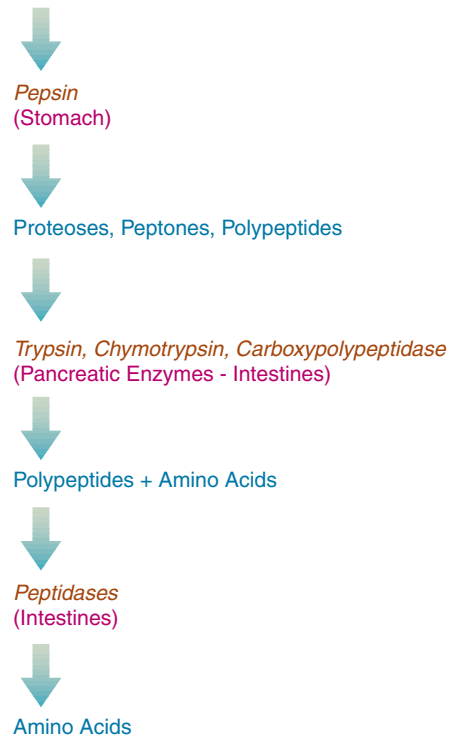 Pepsin
(Stomach)
Proteoses, Peptones, Polypeptides
Trypsin, Chymotrypsin, Carboxypolypeptidase
(Pancreatic Enzymes - Intestines)
Polypeptides + Amino Acids
Peptidases
(Intestines)
Amino Acids